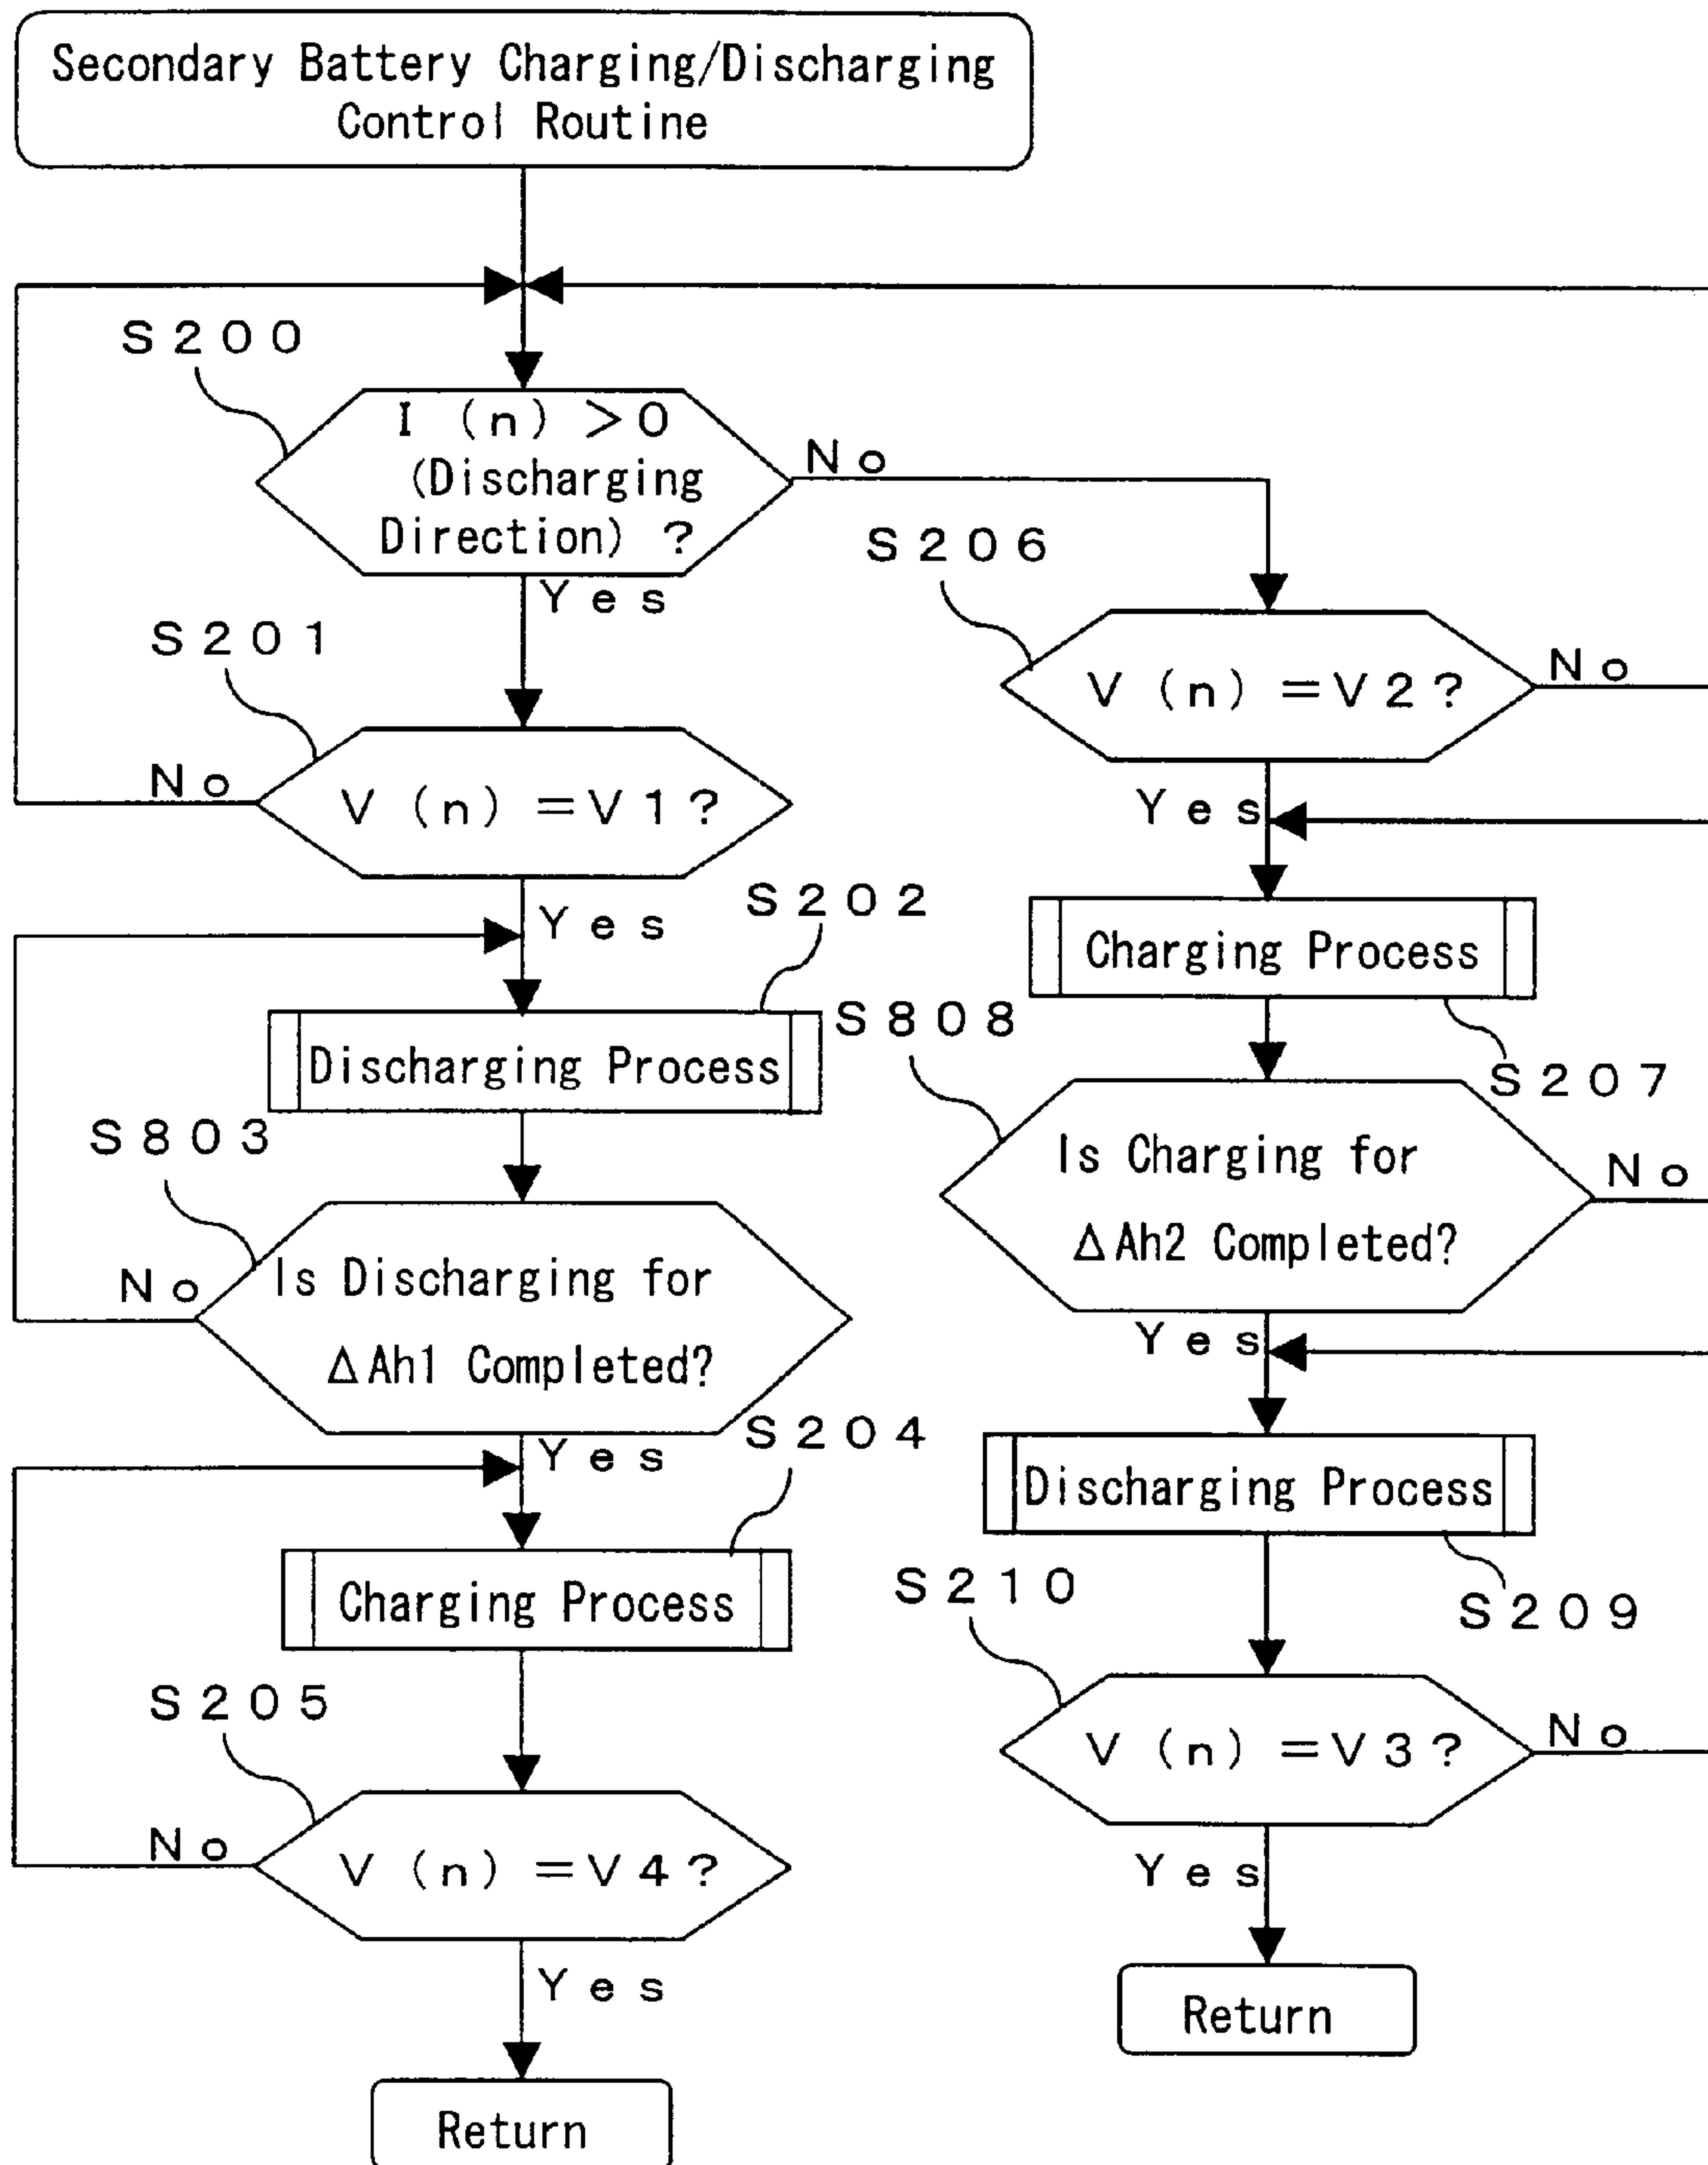 Secondary Battery Charging/Discharging
Control Routine
S200
I (n) >0
(Discharging
Direction) ?
No
Yes
S201
V (n) =V1?
No
Yes
S202
Discharging Process
S803
Is Discharging for
ΔAh1 Completed?
No
Yes
S204
Charging Process
S205
V (n) =V4?
No
Yes
Return
S206
V (n) =V2?
No
Yes
Charging Process
S207
S808
Is Charging for
ΔAh2 Completed?
No
Yes
Discharging Process
S209
S210
V (n) =V3?
No
Yes
Return